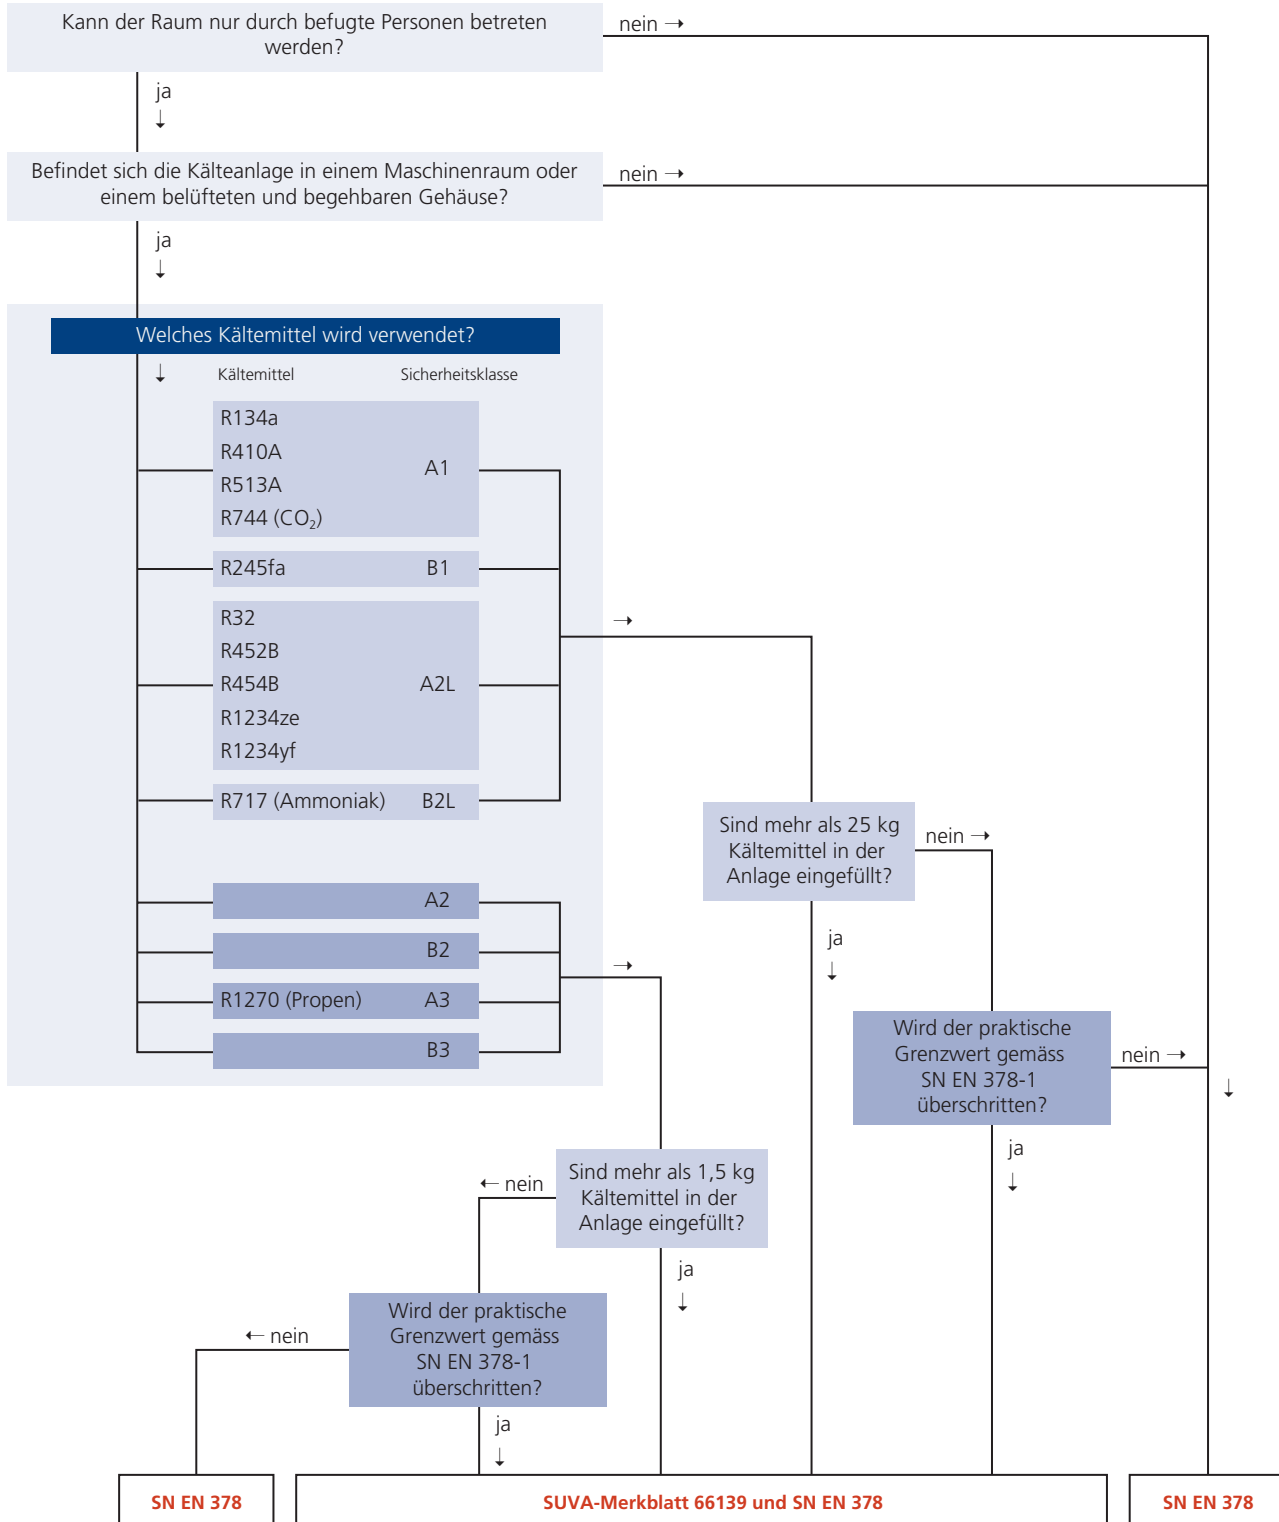 Kann der Raum nur durch befugte Personen betreten
werden?
nein →
ja
↓
Befindet sich die Kälteanlage in einem Maschinenraum oder
einem belüfteten und begehbaren Gehäuse?
nein →
ja
↓
Welches Kältemittel wird verwendet?
↓ Kältemittel Sicherheitsklasse
R134a
R410A
R513A
R744 (CO₂)
A1
R245fa B1
R32
R452B
R454B
R1234ze
R1234yf
A2L
R717 (Ammoniak) B2L
→
A2
B2
R1270 (Propen) A3
B3
→
Sind mehr als 25 kg
Kältemittel in der
Anlage eingefüllt?
nein →
ja
↓
Wird der praktische
Grenzwert gemäss
SN EN 378-1
überschritten?
nein →
↓
ja
↓
Sind mehr als 1,5 kg
Kältemittel in der
Anlage eingefüllt?
← nein
ja
↓
Wird der praktische
Grenzwert gemäss
SN EN 378-1
überschritten?
← nein
ja
↓
SN EN 378
SUVA-Merkblatt 66139 und SN EN 378
SN EN 378